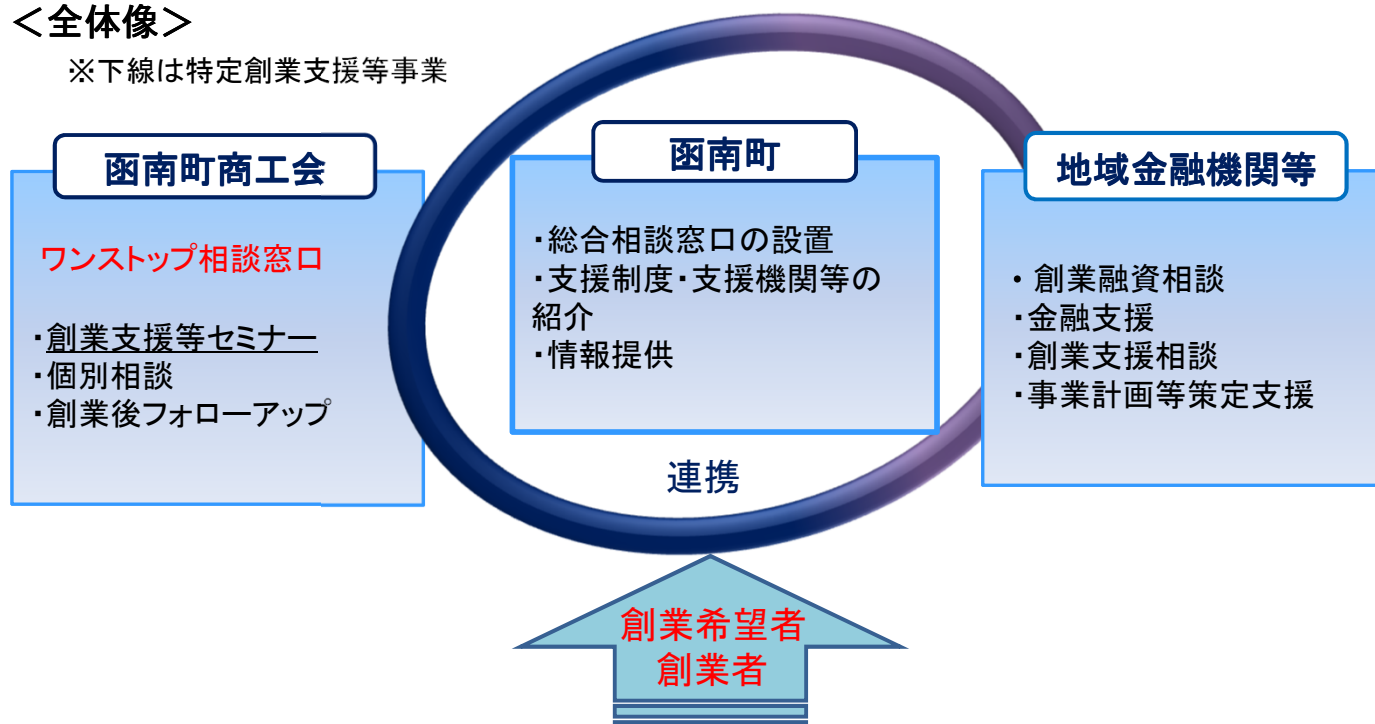 ＜全体像＞
※下線は特定創業支援等事業
函南町商工会
ワンストップ相談窓口
・創業支援等セミナー
・個別相談
・創業後フォローアップ
函南町
・総合相談窓口の設置
・支援制度・支援機関等の
紹介
・情報提供
連携
地域金融機関等
・創業融資相談
・金融支援
・創業支援相談
・事業計画等策定支援
創業希望者
創業者